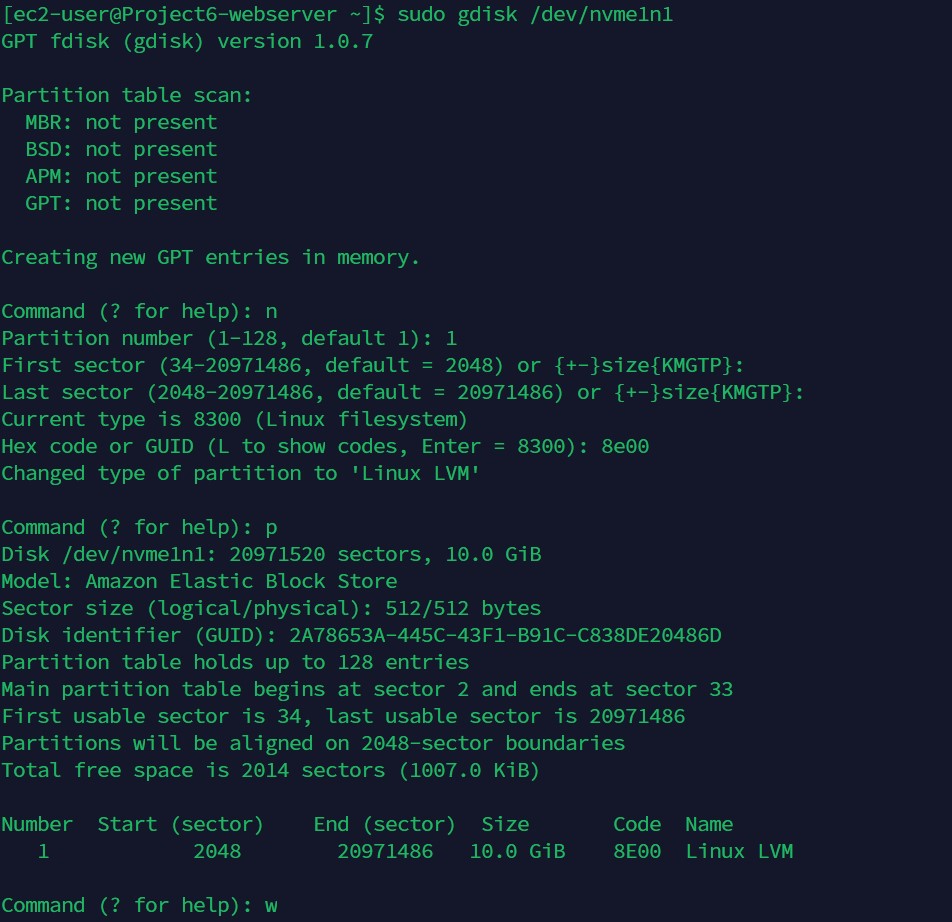 [ec2-user@Project6-webserver ~]$ sudo gdisk /dev/nvme1n1
GPT fdisk (gdisk) version 1.0.7
Partition table scan:
MBR: not present
BSD: not present
APM: not present
GPT: not present
Creating new GPT entries in memory.
Command (? for help): n
Partition number (1-128, default 1): 1
First sector (34-20971486, default = 2048) or {+-}size{KMGTP}:
Last sector (2048-20971486, default = 20971486) or {+-}size{KMGTP}:
Current type is 8300 (Linux filesystem)
Hex code or GUID (L to show codes, Enter = 8300): 8e00
Changed type of partition to 'Linux LVM'
Command (? for help): p
Disk /dev/nvme1n1: 20971520 sectors, 10.0 GiB
Model: Amazon Elastic Block Store
Sector size (logical/physical): 512/512 bytes
Disk identifier (GUID): 2A78653A-445C-43F1-B91C-C838DE20486D
Partition table holds up to 128 entries
Main partition table begins at sector 2 and ends at sector 33
First usable sector is 34, last usable sector is 20971486
Partitions will be aligned on 2048-sector boundaries
Total free space is 2014 sectors (1007.0 KiB)
Number  Start (sector)    End (sector)  Size       Code  Name
1            2048        20971486   10.0 GiB    8E00  Linux LVM
Command (? for help): w